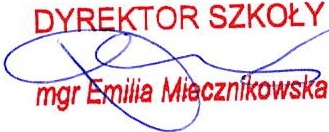 DYREKTOR SZKOŁY
mgr Emilia Miecznikowska